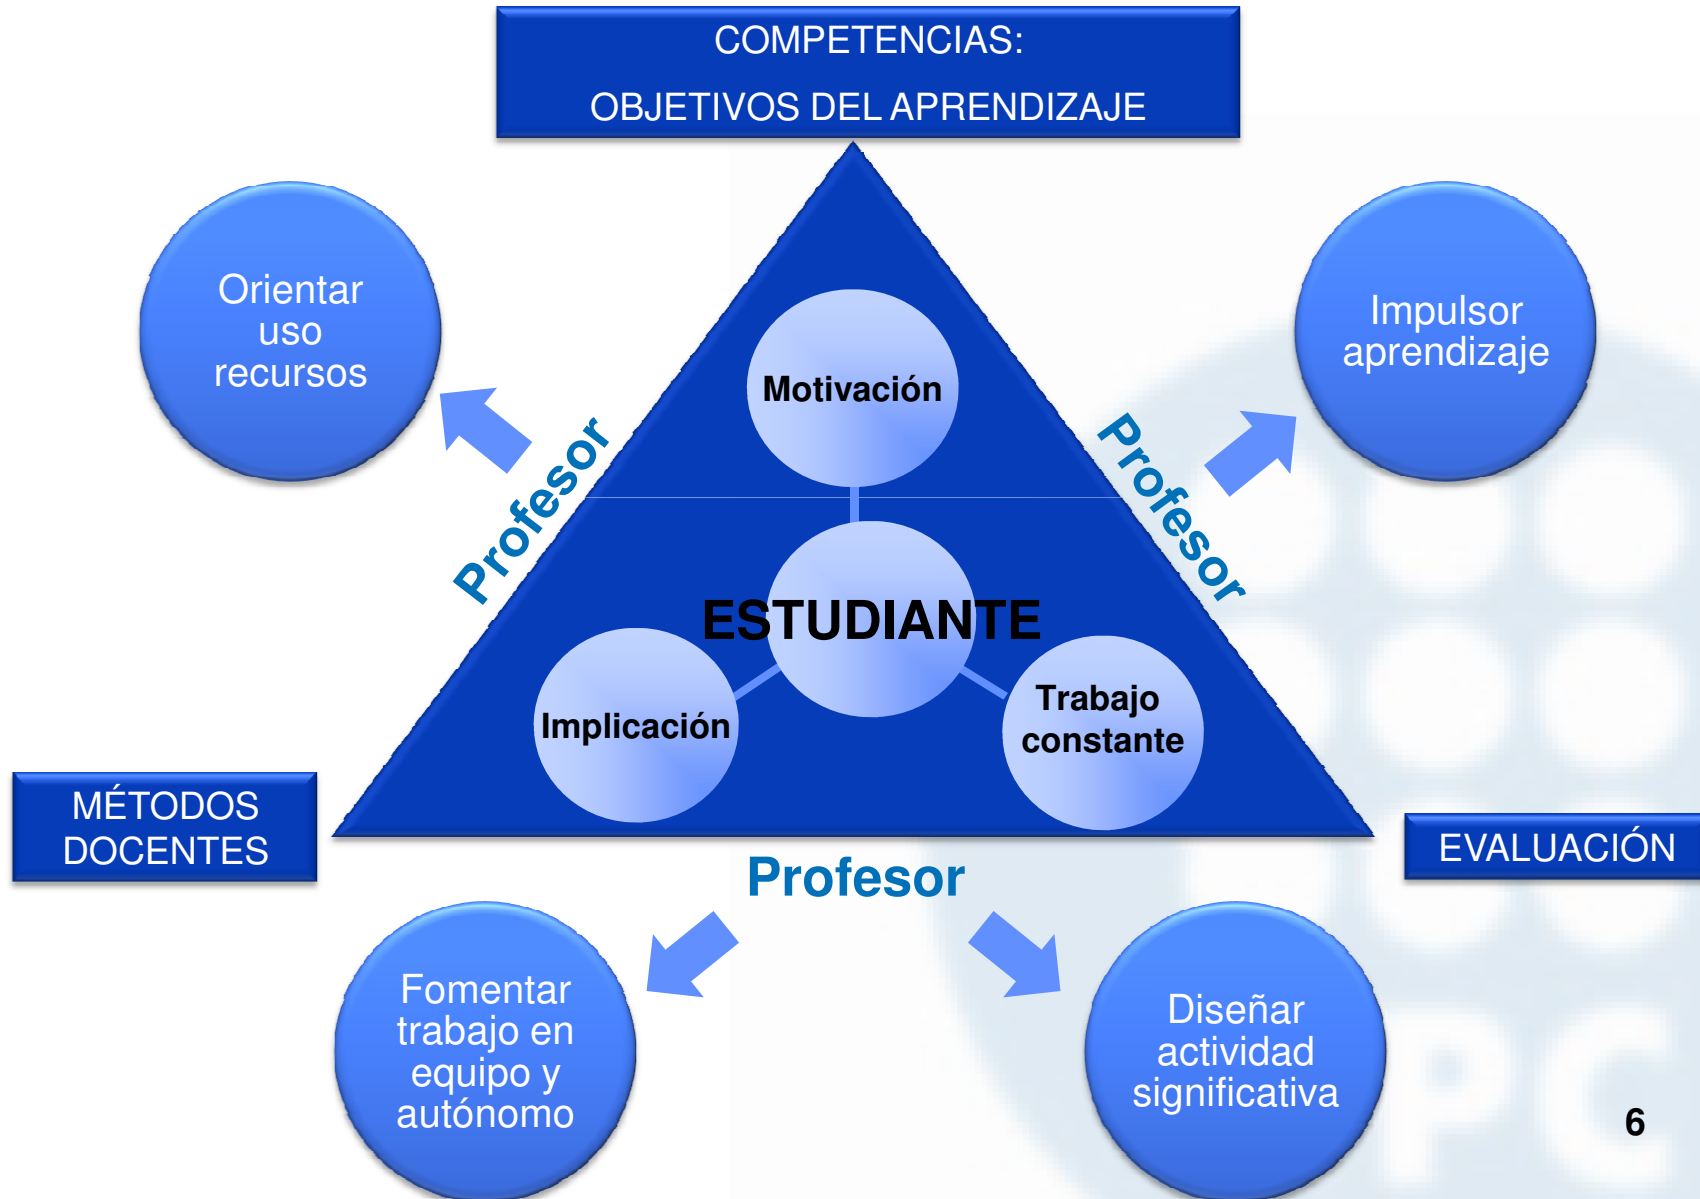 COMPETENCIAS:
OBJETIVOS DEL APRENDIZAJE
Orientar
uso
recursos
Impulsor
aprendizaje
Motivación
Profesor
Profesor
ESTUDIANTE
Implicación
Trabajo
constante
MÉTODOS
DOCENTES
EVALUACIÓN
Profesor
Fomentar
trabajo en
equipo y
autónomo
Diseñar
actividad
significativa
PC
6